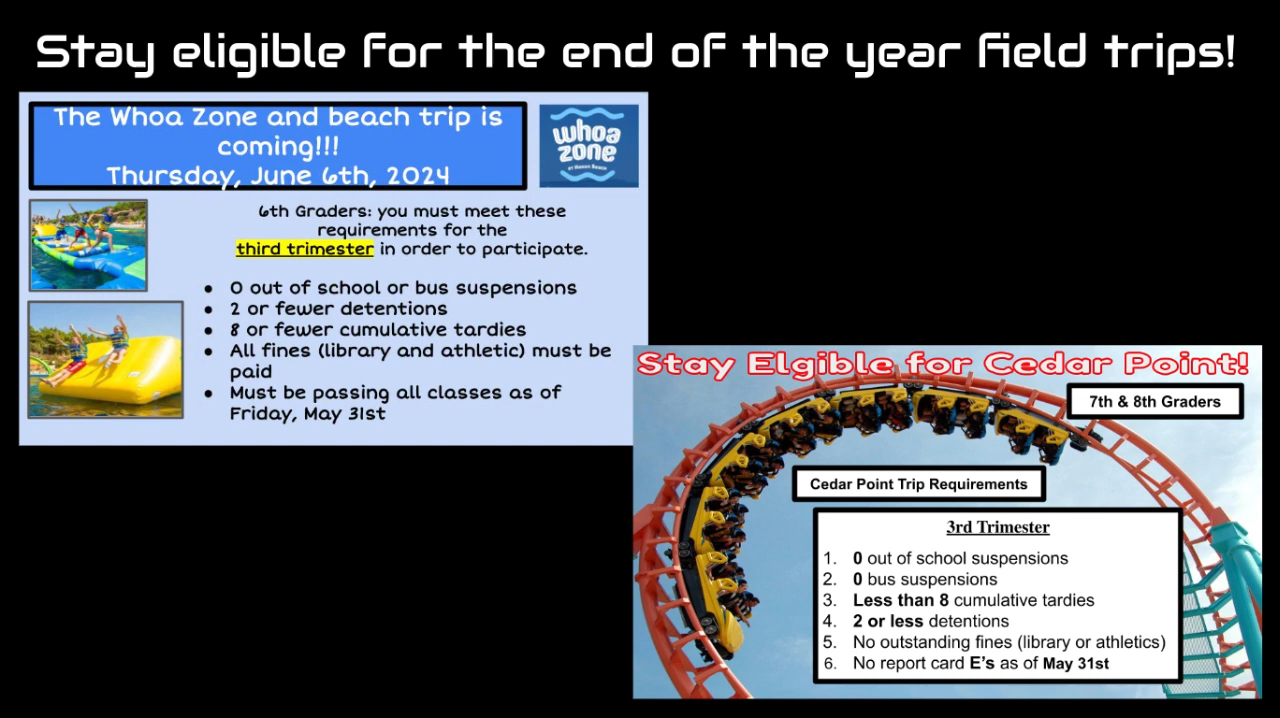 Stay eligible for the end of the year field trips!
The Whoa Zone and beach trip is
coming!!!
Thursday, June 6th, 2024
whoa
zone
6th Graders: you must meet these
requirements for the
third trimester in order to participate.
● 0 out of school or bus suspensions
● 2 or fewer detentions
● 8 or fewer cumulative tardies
● All fines (library and athletic) must be
paid
● Must be passing all classes as of
Friday, May 31st
Stay Elgible for Cedar Point!
7th & 8th Graders
Cedar Point Trip Requirements
3rd Trimester
1. 0 out of school suspensions
2. 0 bus suspensions
3. Less than 8 cumulative tardies
4. 2 or less detentions
5. No outstanding fines (library or athletics)
6. No report card E's as of May 31st